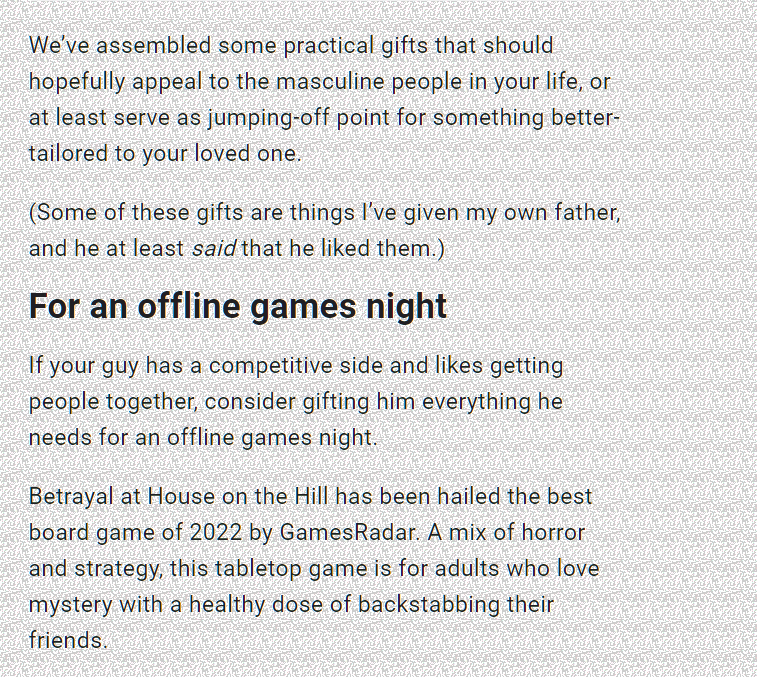 We’ve assembled some practical gifts that should
hopefully appeal to the masculine people in your life, or
at least serve as jumping-off point for something better-
tailored to your loved one.
(Some of these gifts are things I’ve given my own father,
and he at least said that he liked them.)
For an offline games night
If your guy has a competitive side and likes getting
people together, consider gifting him everything he
needs for an offline games night.
Betrayal at House on the Hill has been hailed the best
board game of 2022 by GamesRadar. A mix of horror
and strategy, this tabletop game is for adults who love
mystery with a healthy dose of backstabbing their
friends.